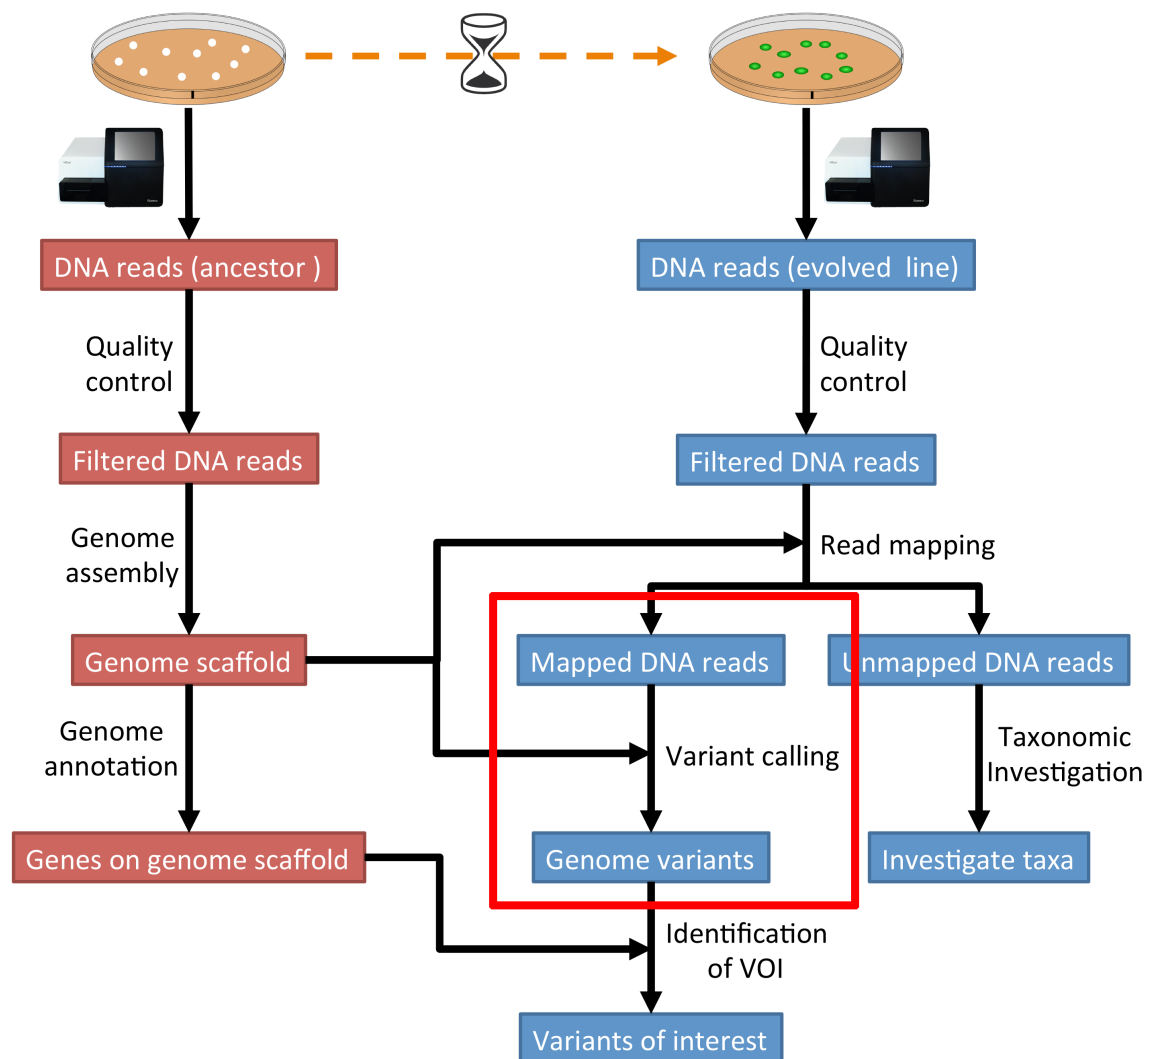 DNA reads (ancestor )
DNA reads (evolved  line)
Quality
control
Quality
control
Filtered DNA reads
Filtered DNA reads
Genome
assembly
Read mapping
Genome scaffold
Mapped DNA reads
Unmapped DNA reads
Genome
annotation
Variant calling
Taxonomic
Investigation
Genes on genome scaffold
Genome variants
Investigate taxa
Identification
of VOI
Variants of interest